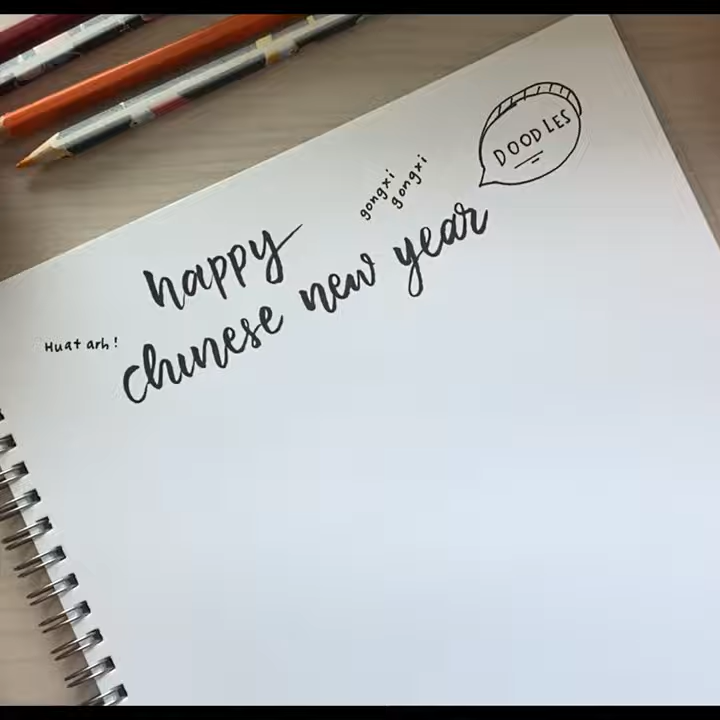 DOODLES
gongxi
gongxi
happy
chinese new year
Huat arh!